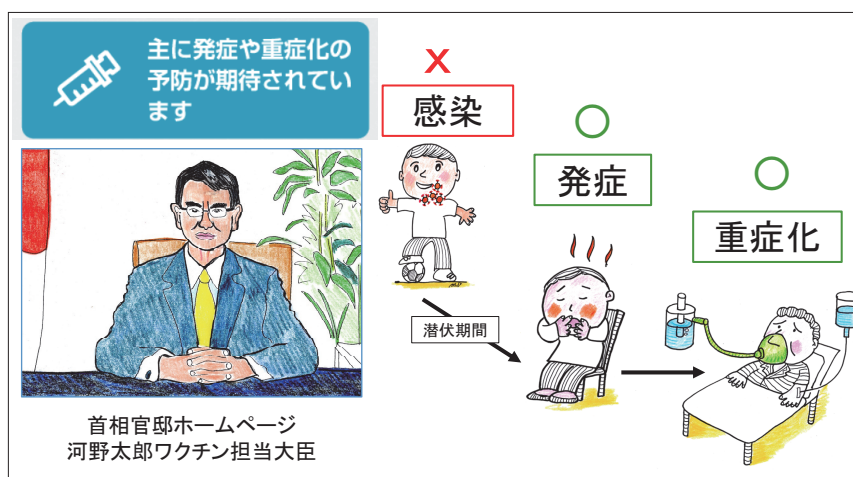 主に発症や重症化の
予防が期待されてい
ます
×
感染
○
発症
○
重症化
潜伏期間
首相官邸ホームページ
河野太郎ワクチン担当大臣